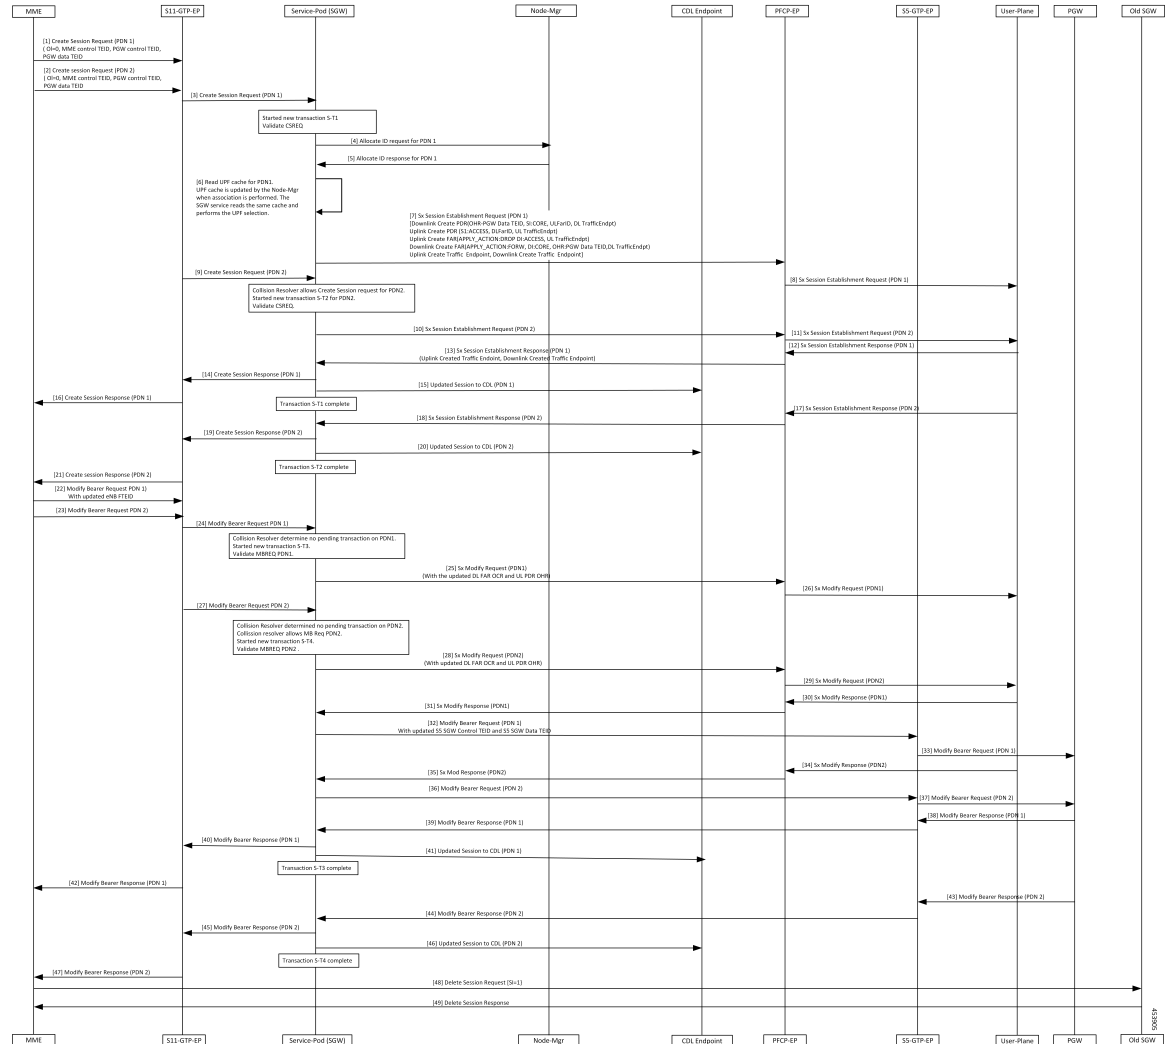 MME
S11-GTP-EP
Service-Pod (SGW)
Node-Mgr
CDL Endpoint
PFCP-EP
S5-GTP-EP
User-Plane
PGW
Old SGW
[1] Create Session Request (PDN 1)
( OI=0, MME control TEID, PGW control TEID,
PGW data TEID
[2] Create session Request (PDN 2)
( OI=0, MME control TEID, PGW control TEID,
PGW data TEID
[3] Create Session Request (PDN 1)
Started new transaction S-T1
Validate CSREQ
[4] Allocate ID request for PDN 1
[5] Allocate ID response for PDN 1
[6] Read UPF cache for PDN1.
UPF cache is updated by the Node-Mgr
when association is performed. The
SGW service reads the same cache and
performs the UPF selection.
[7] Sx Session Establishment Request (PDN 1)
[Downlink Create PDR(OHR-PGW Data TEID, SI:CORE, ULFarID, DL TrafficEndpt)
Uplink Create PDR (S1:ACCESS, DLFarID, UL TrafficEndpt)
Uplink Create FAR(APPLY_ACTION:DROP DI:ACCESS, UL TrafficEndpt)
Downlink Create FAR(APPLY_ACTION:FORW, DI:CORE, OHR:PGW Data TEID,DL TrafficEndpt)
Uplink Create Traffic Endpoint, Downlink Create Traffic Endpoint]
[8] Sx Session Establishment Request (PDN 1)
[9] Create Session Request (PDN 2)
Collision Resolver allows Create Session request for PDN2.
Started new transaction S-T2 for PDN2.
Validate CSREQ.
[10] Sx Session Establishment Request (PDN 2)
[11] Sx Session Establishment Request (PDN 2)
[12] Sx Session Establishment Response (PDN 1)
[13] Sx Session Establishment Response(PDN 1)
(Uplink Created Traffic Endoint, Downlink Created Traffic Endpoint)
[14] Create Session Response (PDN 1)
[15] Updated Session to CDL (PDN 1)
Transaction S-T1 complete
[16] Create Session Response (PDN 1)
[17] Sx Session Establishment Response (PDN 2)
[18] Sx Session Establishment Response (PDN 2)
[19] Create Session Response (PDN 2)
[20] Updated Session to CDL (PDN 2)
Transaction S-T2 complete
[21] Create session Response (PDN 2)
[22] Modify Bearer Request PDN 1)
With updated eNB FTEID
[23] Modify Bearer Request PDN 2)
[24] Modify Bearer Request PDN 1)
Collision Resolver determine no pending transaction on PDN1.
Started new transaction S-T3.
Validate MBREQ PDN1.
[25] Sx Modify Request (PDN1)
(With the updated DL FAR OCR and UL PDR OHR)
[26] Sx Modify Request (PDN1)
[27] Modify Bearer Request PDN 2)
Collision Resolver determined no pending transaction on PDN2.
Collission resolver allows MB Req PDN2.
Started new transaction S-T4.
Validate MBREQ PDN2 .
[28] Sx Modify Request (PDN2)
(With updated DL FAR OCR and UL PDR OHR)
[29] Sx Modify Request (PDN2)
[30] Sx Modify Response (PDN1)
[31] Sx Modify Response (PDN1)
[32] Modify Bearer Request (PDN 1)
With updated S5 SGW Control TEID and S5 SGW Data TEID
[33] Modify Bearer Request (PDN 1)
[34] Sx Modify Response (PDN2)
[35] Sx Mod Response (PDN2)
[36] Modify Bearer Request (PDN 2)
[37] Modify Bearer Request (PDN 2)
[38] Modify Bearer Response (PDN 1)
[39] Modify Bearer Response (PDN 1)
[40] Modify Bearer Response (PDN 1)
[41] Updated Session to CDL (PDN 1)
Transaction S-T3 complete
[42] Modify Bearer Response (PDN 1)
[43] Modify Bearer Response (PDN 2)
[44] Modify Bearer Response (PDN 2)
[45] Modify Bearer Response (PDN 2)
[46] Updated Session to CDL (PDN 2)
Transaction S-T4 complete
[47] Modify Bearer Response (PDN 2)
[48] Delete Session Request [SI=1)
[49] Delete Session Response
453905
MME
S11-GTP-EP
Service-Pod (SGW)
Node-Mgr
CDL Endpoint
PFCP-EP
S5-GTP-EP
User-Plane
PGW
Old SGW